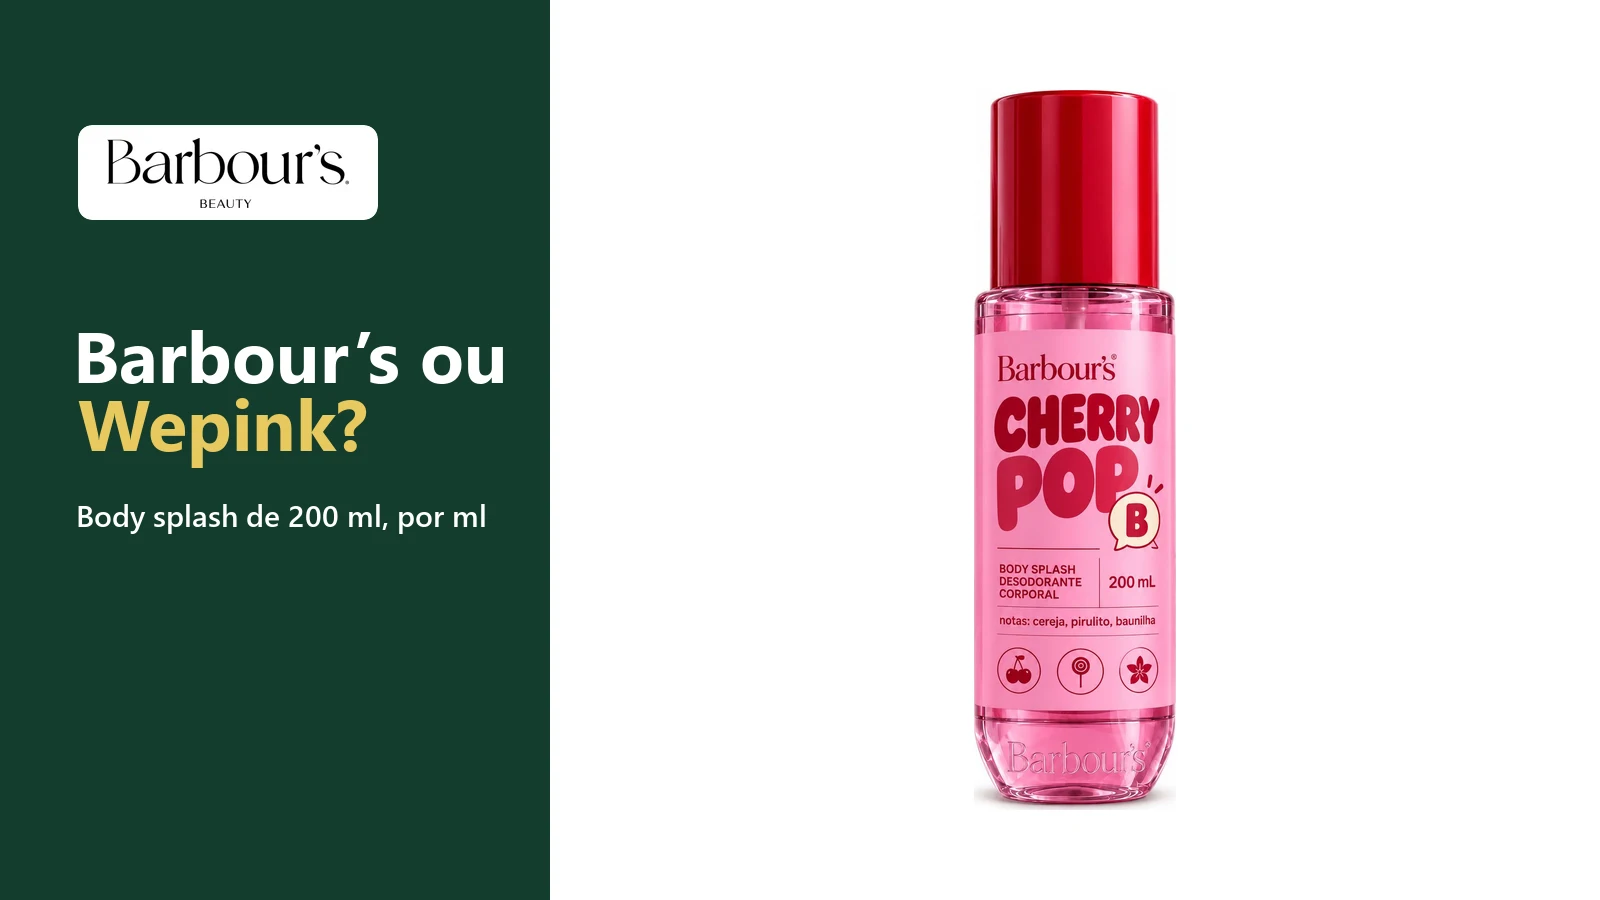 Barbour's.
BEAUTY
Barbour’s ou
Wepink?
Body splash de 200 ml, por ml
Barbour's®
CHERRY
POP
B
BODY SPLASH
DESODORANTE
CORPORAL
200 mL
notas: cereja, pirulito, baunilha
Barbour's